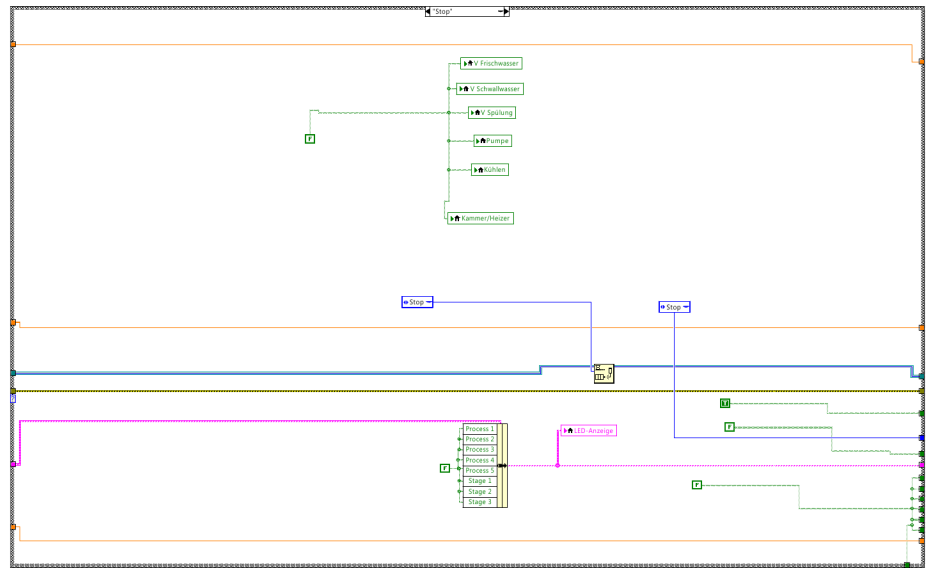 "Stop"
V Frischwasser
V Schwallwasser
V Spülung
F
Pumpe
Kühlen
Kammer/Heizer
Stop
Stop
T
F
LED-Anzeige
Process 1
Process 2
Process 3
Process 4
Process 5
F
Stage 1
Stage 2
Stage 3
F